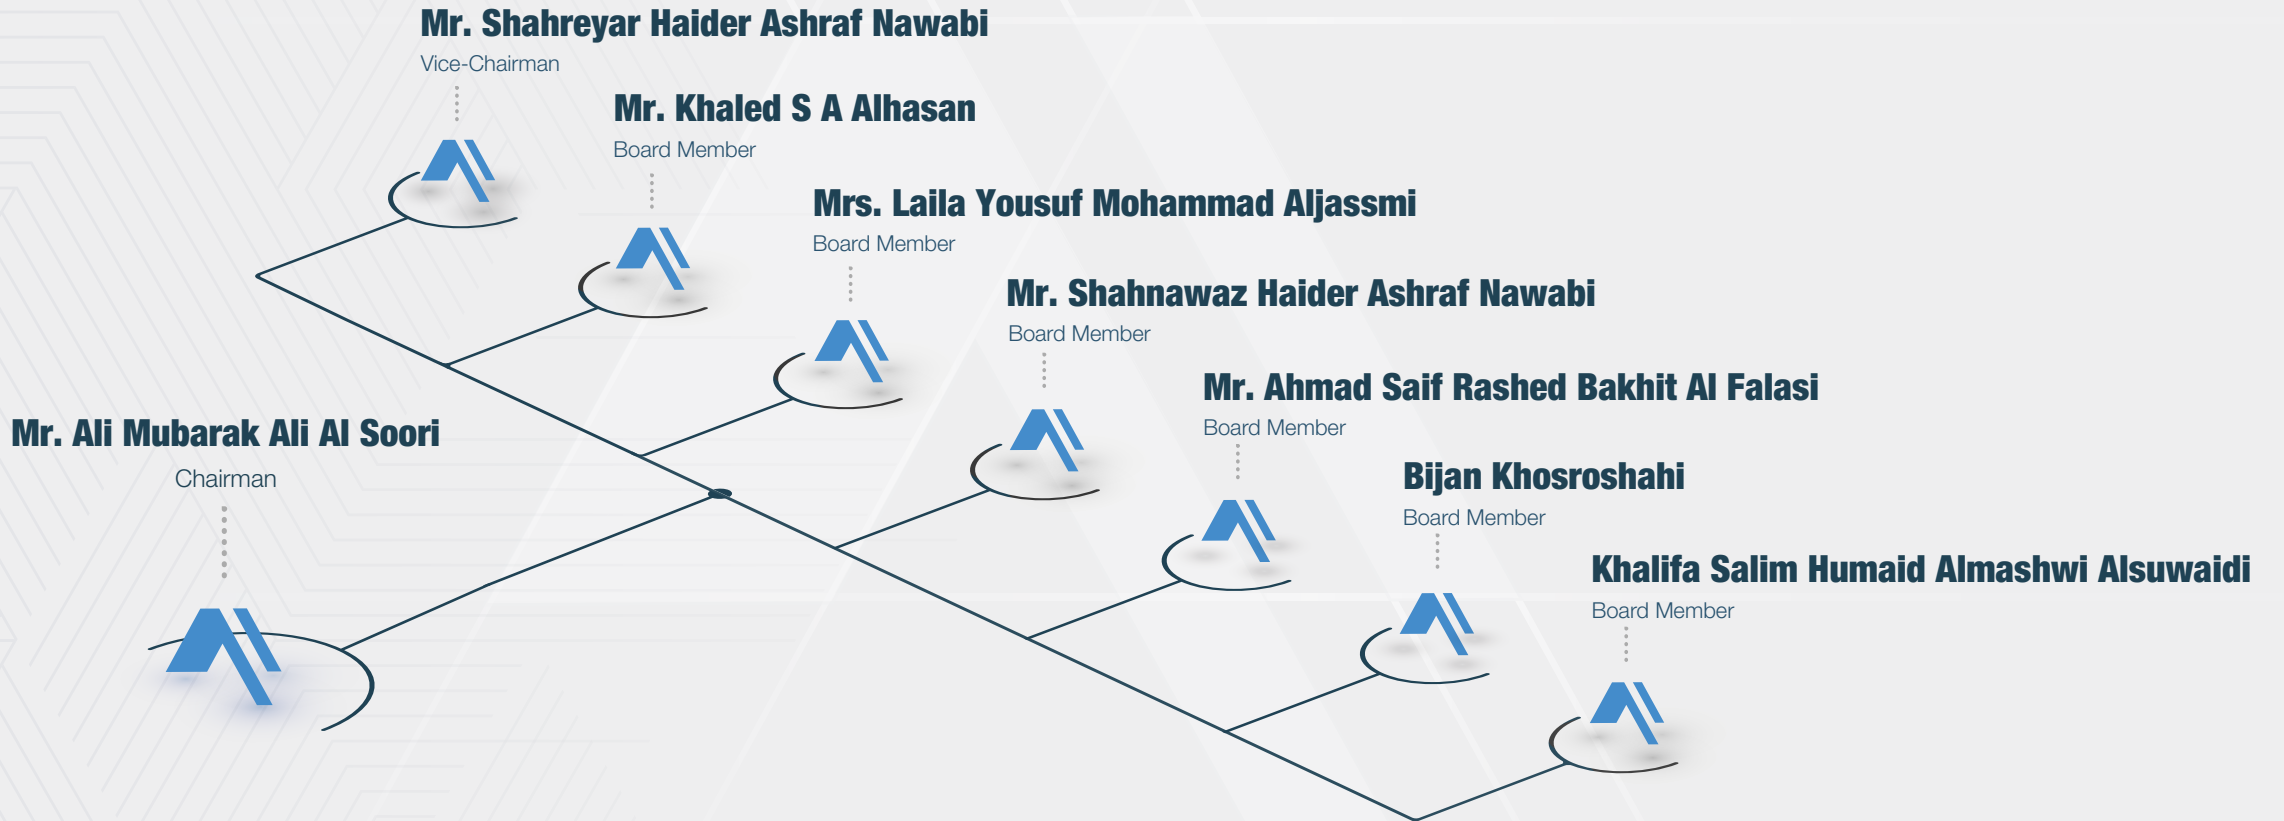 Mr. Shahreyar Haider Ashraf Nawabi
Vice-Chairman
Mr. Khaled S A Alhasan
Board Member
Mrs. Laila Yousuf Mohammad Aljassmi
Board Member
Mr. Shahnawaz Haider Ashraf Nawabi
Board Member
Mr. Ahmad Saif Rashed Bakhit Al Falasi
Board Member
Mr. Ali Mubarak Ali Al Soori
Chairman
Bijan Khosroshahi
Board Member
Khalifa Salim Humaid Almashwi Alsuwaidi
Board Member